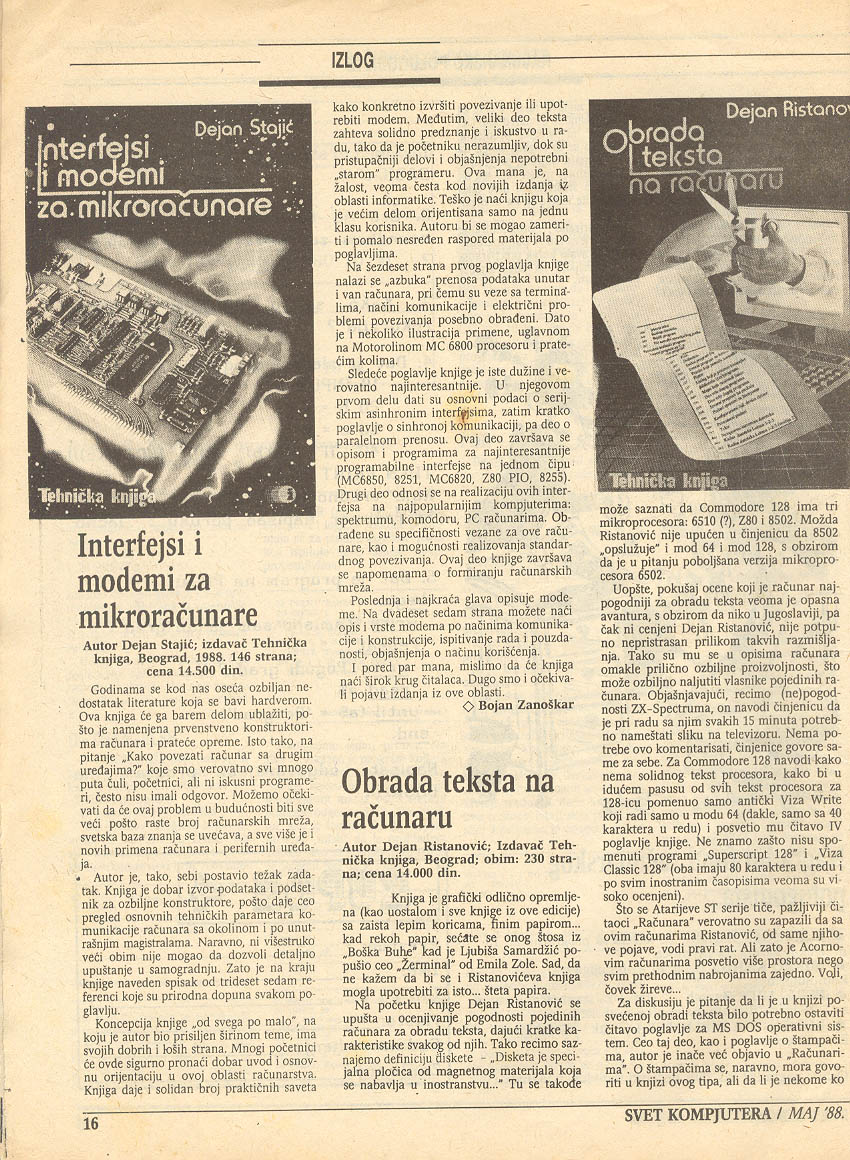 IZLOG
Dejan Stajić
Interfejsi
i modemi
za mikroračunare
Tehnička knjiga
Interfejsi i
modemi za
mikroračunare
Autor Dejan Stajić; izdavač Tehnička
knjiga, Beograd, 1988. 146 strana;
cena 14.500 din.
Godinama se kod nas oseća ozbiljan ne-
dostatak literature koja se bavi hardverom.
Ova knjiga će ga barem delom ublažiti, po-
što je namenjena prvenstveno konstruktori-
ma računara i prateće opreme. Isto tako, na
pitanje „Kako povezati računar sa drugim
uređajima?" koje smo verovatno svi mnogo
puta čuli, početnici, ali ni iskusni programe-
ri, često nisu imali odgovor. Možemo očeki-
vati da će ovaj problem u budućnosti biti sve
veći pošto raste broj računarskih mreža,
svetska baza znanja se uvećava, a sve više je i
novih primena računara i perifernih uređa-
ja.
Autor je, tako, sebi postavio težak zada-
tak. Knjiga je dobar izvor podataka i podset-
nik za ozbiljne konstruktore, pošto daje ceo
pregled osnovnih tehničkih parametara ko-
munikacije računara sa okolinom i po unut-
rašnjim magistralama. Naravno, ni višestruko
veći obim nije mogao da dozvoli detaljno
upuštanje u samogradnju. Zato je na kraju
knjige naveden spisak od trideset sedam re-
ferenci koje su prirodna dopuna svakom po-
glavlju.
Koncepcija knjige „od svega po malo", na
koju je autor bio prisiljen širinom teme, ima
svojih dobrih i loših strana. Mnogi početnici
će ovde sigurno pronaći dobar uvod i osnov-
nu orijentaciju u ovoj oblasti računarstva.
Knjiga daje i solidan broj praktičnih saveta
kako konkretno izvršiti povezivanje ili upot-
rebiti modem. Međutim, veliki deo teksta
zahteva solidno predznanje i iskustvo u ra-
du, tako da je početniku nerazumljiv, dok su
pristupačniji delovi i objašnjenja nepotrebni
„starom" programeru. Ova mana je, na
žalost, veoma česta kod novijih izdanja iz
oblasti informatike. Teško je naći knjigu koja
je većim delom orijentisana samo na jednu
klasu korisnika. Autoru bi se mogao zameri-
ti i pomalo nesređen raspored materijala po
poglavljima.
Na šezdeset strana prvog poglavlja knjige
nalazi se „azbuka" prenosa podataka unutar
i van računara, pri čemu su veze sa termina-
lima, načini komunikacije i električni pro-
blemi povezivanja posebno obrađeni. Dato
je i nekoliko ilustracija primene, uglavnom
na Motorolinom MC 6800 procesoru i prate-
ćim kolima.
Sledeće poglavlje knjige je iste dužine i ve-
rovatno najinteresantnije. U njegovom
prvom delu dati su osnovni podaci o serij-
skim asinhronim interfejsima, zatim kratko
poglavlje o sinhronoj komunikaciji, pa deo o
paralelnom prenosu. Ovaj deo završava se
opisom i programima za najinteresantnije
programabilne interfejse na jednom čipu
(MC6850, 8251, MC6820, Z80 PIO, 8255).
Drugi deo odnosi se na realizaciju ovih inter-
fejsa na najpopularnijim kompjuterima:
spektrumu, komodoru, PC računarima. Ob-
rađene su specifičnosti vezane za ove raču-
nare, kao i mogućnosti realizovanja standar-
dnog povezivanja. Ovaj deo knjige završava
se napomenama o formiranju računarskih
mreža.
Poslednja i najkraća glava opisuje mode-
me. Na dvadeset sedam strana možete naći
opis i vrste modema po načinima komunika-
cije i konstrukcije, ispitivanje rada i pouzda-
nosti, objašnjenja o načinu korišćenja.
I pored par mana, mislimo da će knjiga
naći širok krug čitalaca. Dugo smo i očekiva-
li pojavu izdanja iz ove oblasti.
◇ Bojan Zanoškar
Obrada teksta na
računaru
Autor Dejan Ristanović; Izdavač Teh-
nička knjiga, Beograd; obim: 230 stra-
na; cena 14.000 din.
Knjiga je grafički odlično opremlje-
na (kao uostalom i sve knjige iz ove edicije)
sa zaista lepim koricama, finim papirom...
kad rekoh papir, sećate se onog štosa iz
„Boška Buhe" kad je Ljubiša Samardžić po-
pušio ceo „Žerminal" od Emila Zole. Sad, da
ne kažem da bi se i Ristanovićeva knjiga
mogla upotrebiti za isto... šteta papira.
Na početku knjige Dejan Ristanović se
upušta u ocenjivanje pogodnosti pojedinih
računara za obradu teksta, dajući kratke ka-
rakteristike svakog od njih. Tako recimo saz-
najemo definiciju diskete – „Disketa je speci-
jalna pločica od magnetnog materijala koja
se nabavlja u inostranstvu..." Tu se takođe
Dejan Ristanov
Obrada
teksta
na računaru
Tehnička knjiga
može saznati da Commodore 128 ima tri
mikroprocesora: 6510 (?), Z80 i 8502. Možda
Ristanović nije upućen u činjenicu da 8502
„opslužuje" i mod 64 i mod 128, s obzirom
da je u pitanju poboljšana verzija mikropro-
cesora 6502.
Uopšte, pokušaj ocene koji je računar naj-
pogodniji za obradu teksta veoma je opasna
avantura, s obzirom da niko u Jugoslaviji, pa
čak ni cenjeni Dejan Ristanović, nije potpu-
no nepristrasan prilikom takvih razmišlja-
nja. Tako su mu se u opisima računara
omakle prilično ozbiljne proizvoljnosti, što
može ozbiljno naljutiti vlasnike pojedinih ra-
čunara. Objašnjavajući, recimo (ne)pogod-
nosti ZX–Spectruma, on navodi činjenicu da
je pri radu sa njim svakih 15 minuta potreb-
no nameštati sliku na televizoru. Nema po-
trebe ovo komentarisati, činjenice govore sa-
me za sebe. Za Commodore 128 navodi kako
nema solidnog tekst procesora, kako bi u
idućem pasusu od svih tekst procesora za
128-icu pomenuo samo antički Viza Write
koji radi samo u modu 64 (dakle, samo sa 40
karaktera u redu) i posvetio mu čitavo IV
poglavlje knjige. Ne znamo zašto nisu spo-
menuti programi „Superscript 128" i „Viza
Classic 128" (oba imaju 80 karaktera u redu i
po svim inostranim časopisima veoma su vi-
soko ocenjeni).
Što se Atarijeve ST serije tiče, pažljiviji či-
taoci „Računara" verovatno su zapazili da sa
ovim računarima Ristanović, od same njiho-
ve pojave, vodi pravi rat. Ali zato je Acorno-
vim računarima posvetio više prostora nego
svim prethodnim nabrojanima zajedno. Voli,
čovek žireve...
Za diskusiju je pitanje da li je u knjizi po-
svećenoj obradi teksta bilo potrebno ostaviti
čitavo poglavlje za MS DOS operativni sis-
tem. Ceo taj deo, kao i poglavlje o štampači-
ma, autor je inače već objavio u „Računari-
ma". O štampačima se, naravno, mora govo-
riti u knjizi ovog tipa, ali da li je nekome ko
16
SVET KOMPJUTERA / MAJ '88.